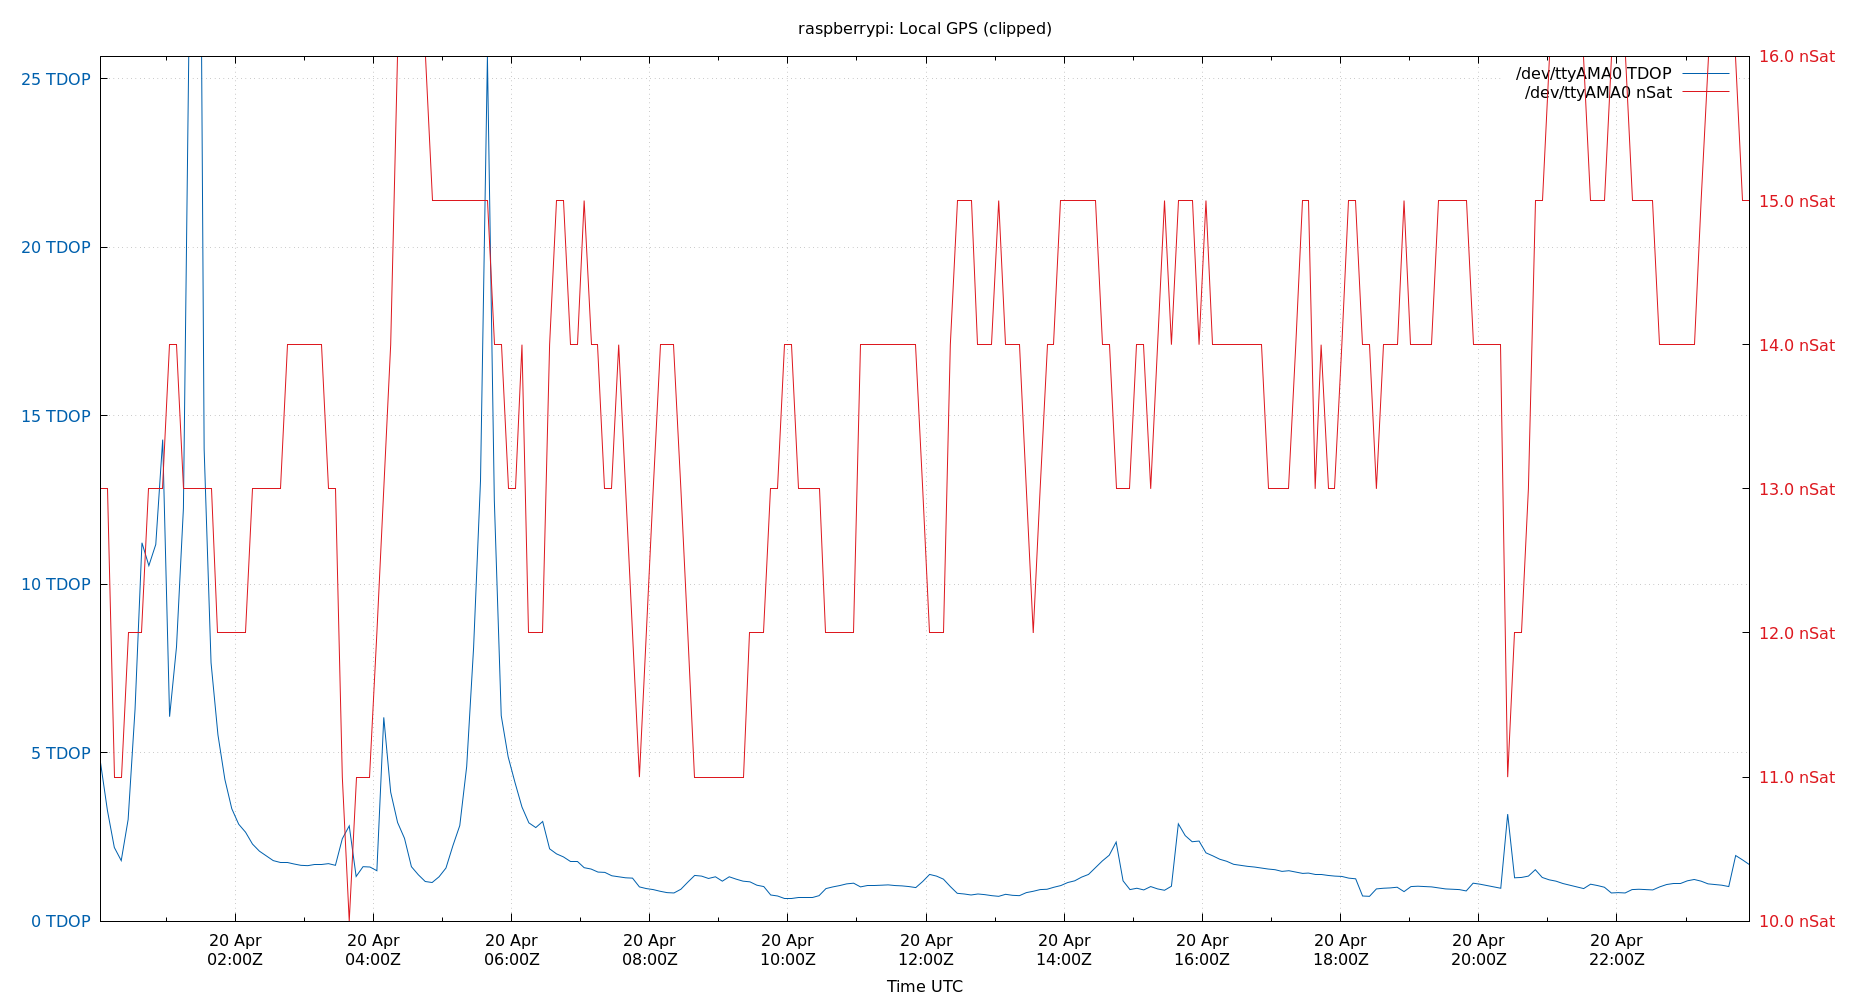 raspberrypi: Local GPS (clipped)
/dev/ttyAMA0 TDOP
/dev/ttyAMA0 nSat
25 TDOP
20 TDOP
15 TDOP
10 TDOP
5 TDOP
0 TDOP
16.0 nSat
15.0 nSat
14.0 nSat
13.0 nSat
12.0 nSat
11.0 nSat
10.0 nSat
20 Apr 20 Apr 20 Apr 20 Apr 20 Apr 20 Apr 20 Apr 20 Apr 20 Apr 20 Apr 20 Apr
02:00Z 04:00Z 06:00Z 08:00Z 10:00Z 12:00Z 14:00Z 16:00Z 18:00Z 20:00Z 22:00Z
Time UTC